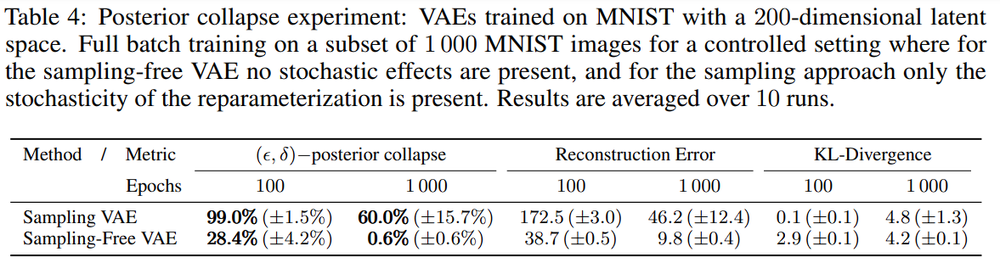 Table 4: Posterior collapse experiment: VAEs trained on MNIST with a 200-dimensional latent
space. Full batch training on a subset of 1 000 MNIST images for a controlled setting where for
the sampling-free VAE no stochastic effects are present, and for the sampling approach only the
stochasticity of the reparameterization is present. Results are averaged over 10 runs.
Method / Metric (ϵ, δ)−posterior collapse Reconstruction Error KL-Divergence
Epochs 100 1 000 100 1 000 100 1 000
Sampling VAE 99.0% (±1.5%) 60.0% (±15.7%) 172.5 (±3.0) 46.2 (±12.4) 0.1 (±0.1) 4.8 (±1.3)
Sampling-Free VAE 28.4% (±4.2%) 0.6% (±0.6%) 38.7 (±0.5) 9.8 (±0.4) 2.9 (±0.1) 4.2 (±0.1)